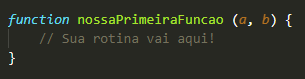 function nossaPrimeiraFuncao (a, b) {
    // Sua rotina vai aqui!
}